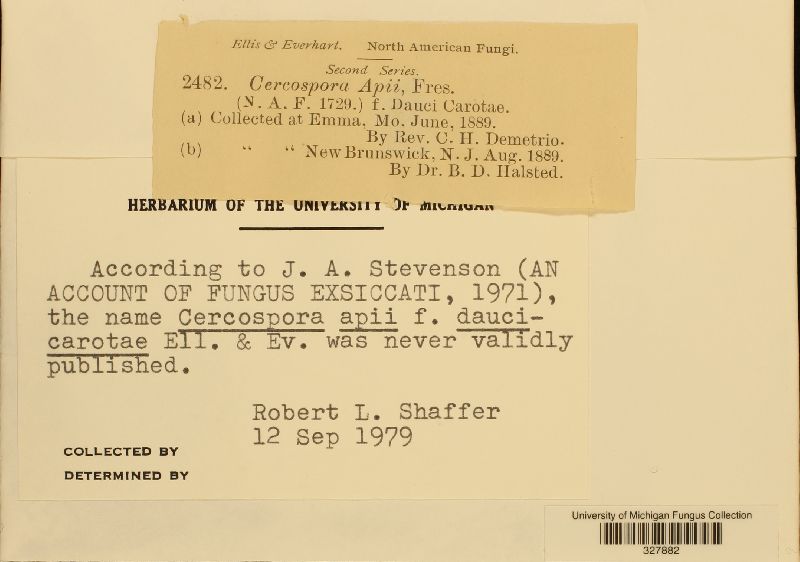 Ellis & Everhart. North American Fungi.
Second Series.
2482. Cercospora Apii, Fres.
(N. A. F. 1729.) f. Dauci Carotae.
(a) Collected at Emma, Mo. June, 1889.
By Rev. C. H. Demetrio.
(b) “ “ New Brunswick, N. J. Aug. 1889.
By Dr. B. D. Halsted.
HERBARIUM OF THE UNIVERSITY OF MICHIGAN
According to J. A. Stevenson (AN
ACCOUNT OF FUNGUS EXSICCATI, 1971),
the name Cercospora apii f. dauci-
carotae Ell. & Ev. was never validly
published.
Robert L. Shaffer
12 Sep 1979
COLLECTED BY
DETERMINED BY
University of Michigan Fungus Collection
327882